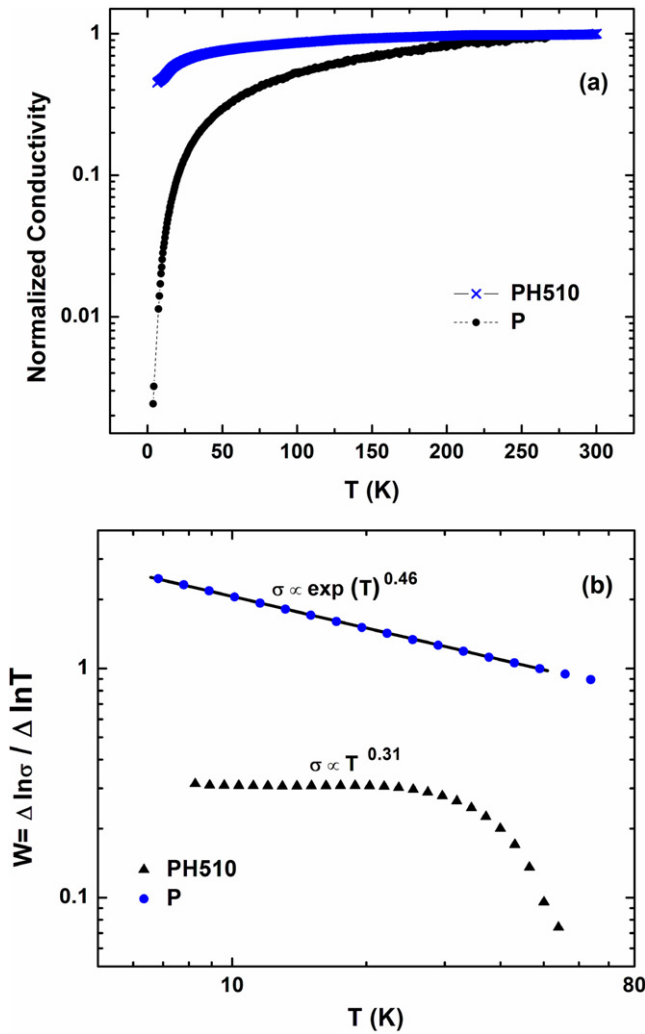 1
0.1
0.01
Normalized Conductivity
(a)
PH510
P
0 50 100 150 200 250 300
T (K)
W= Δ lnσ / Δ lnT
σ ∝ exp (T)^0.46
(b)
1
σ ∝ T^0.31
PH510
P
0.1
10 80
T (K)